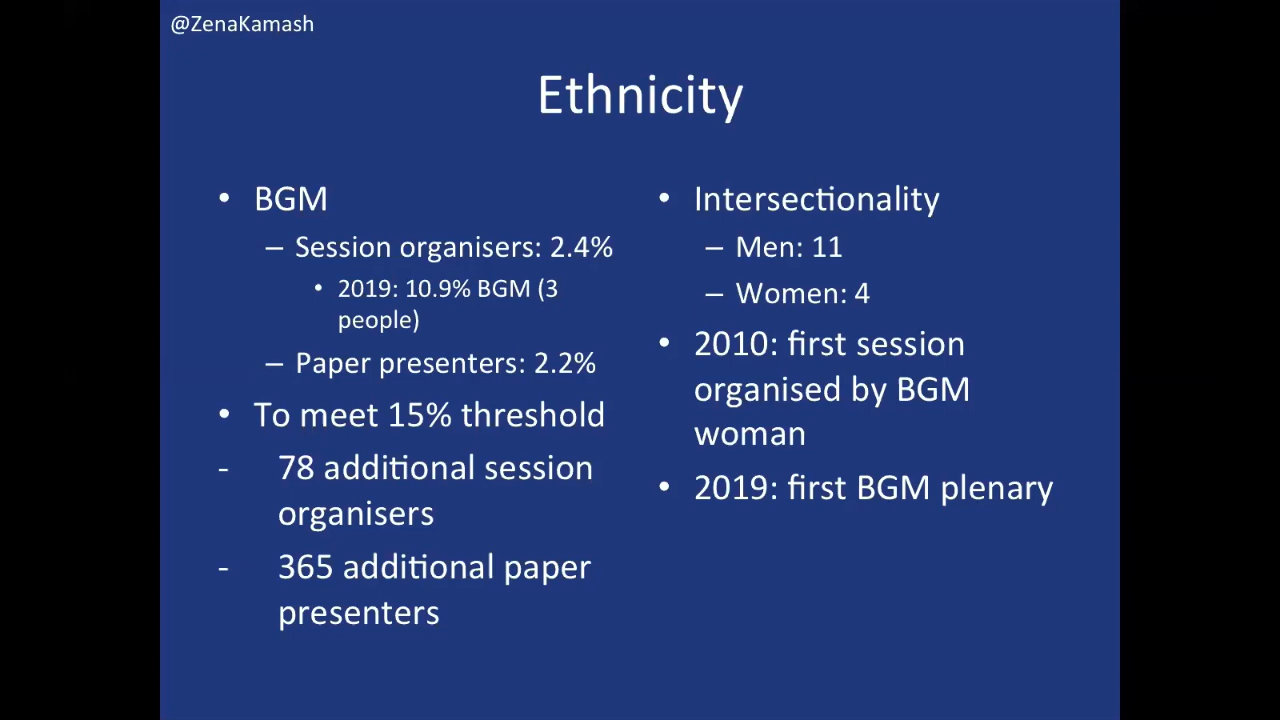 @ZenaKamash
Ethnicity
• BGM
– Session organisers: 2.4%
• 2019: 10.9% BGM (3
people)
– Paper presenters: 2.2%
• To meet 15% threshold
- 78 additional session
organisers
- 365 additional paper
presenters
• Intersectionality
– Men: 11
– Women: 4
• 2010: first session
organised by BGM
woman
• 2019: first BGM plenary